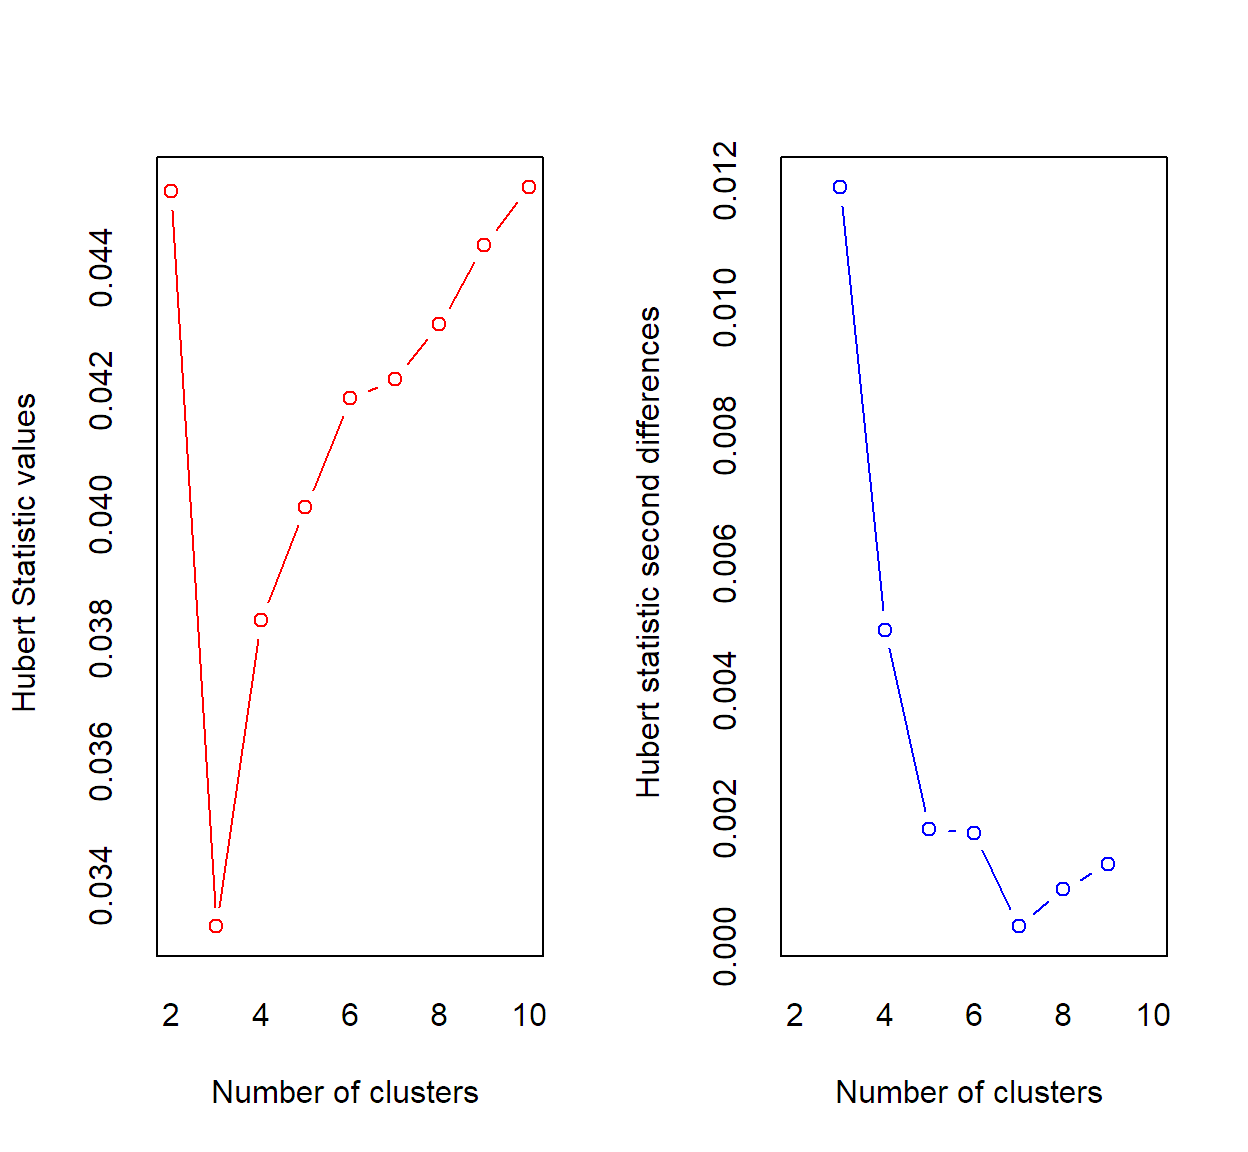 Hubert Statistic values
0.044
0.042
0.040
0.038
0.036
0.034
2 4 6 8 10
Number of clusters
Hubert statistic second differences
0.012
0.010
0.008
0.006
0.004
0.002
0.000
2 4 6 8 10
Number of clusters